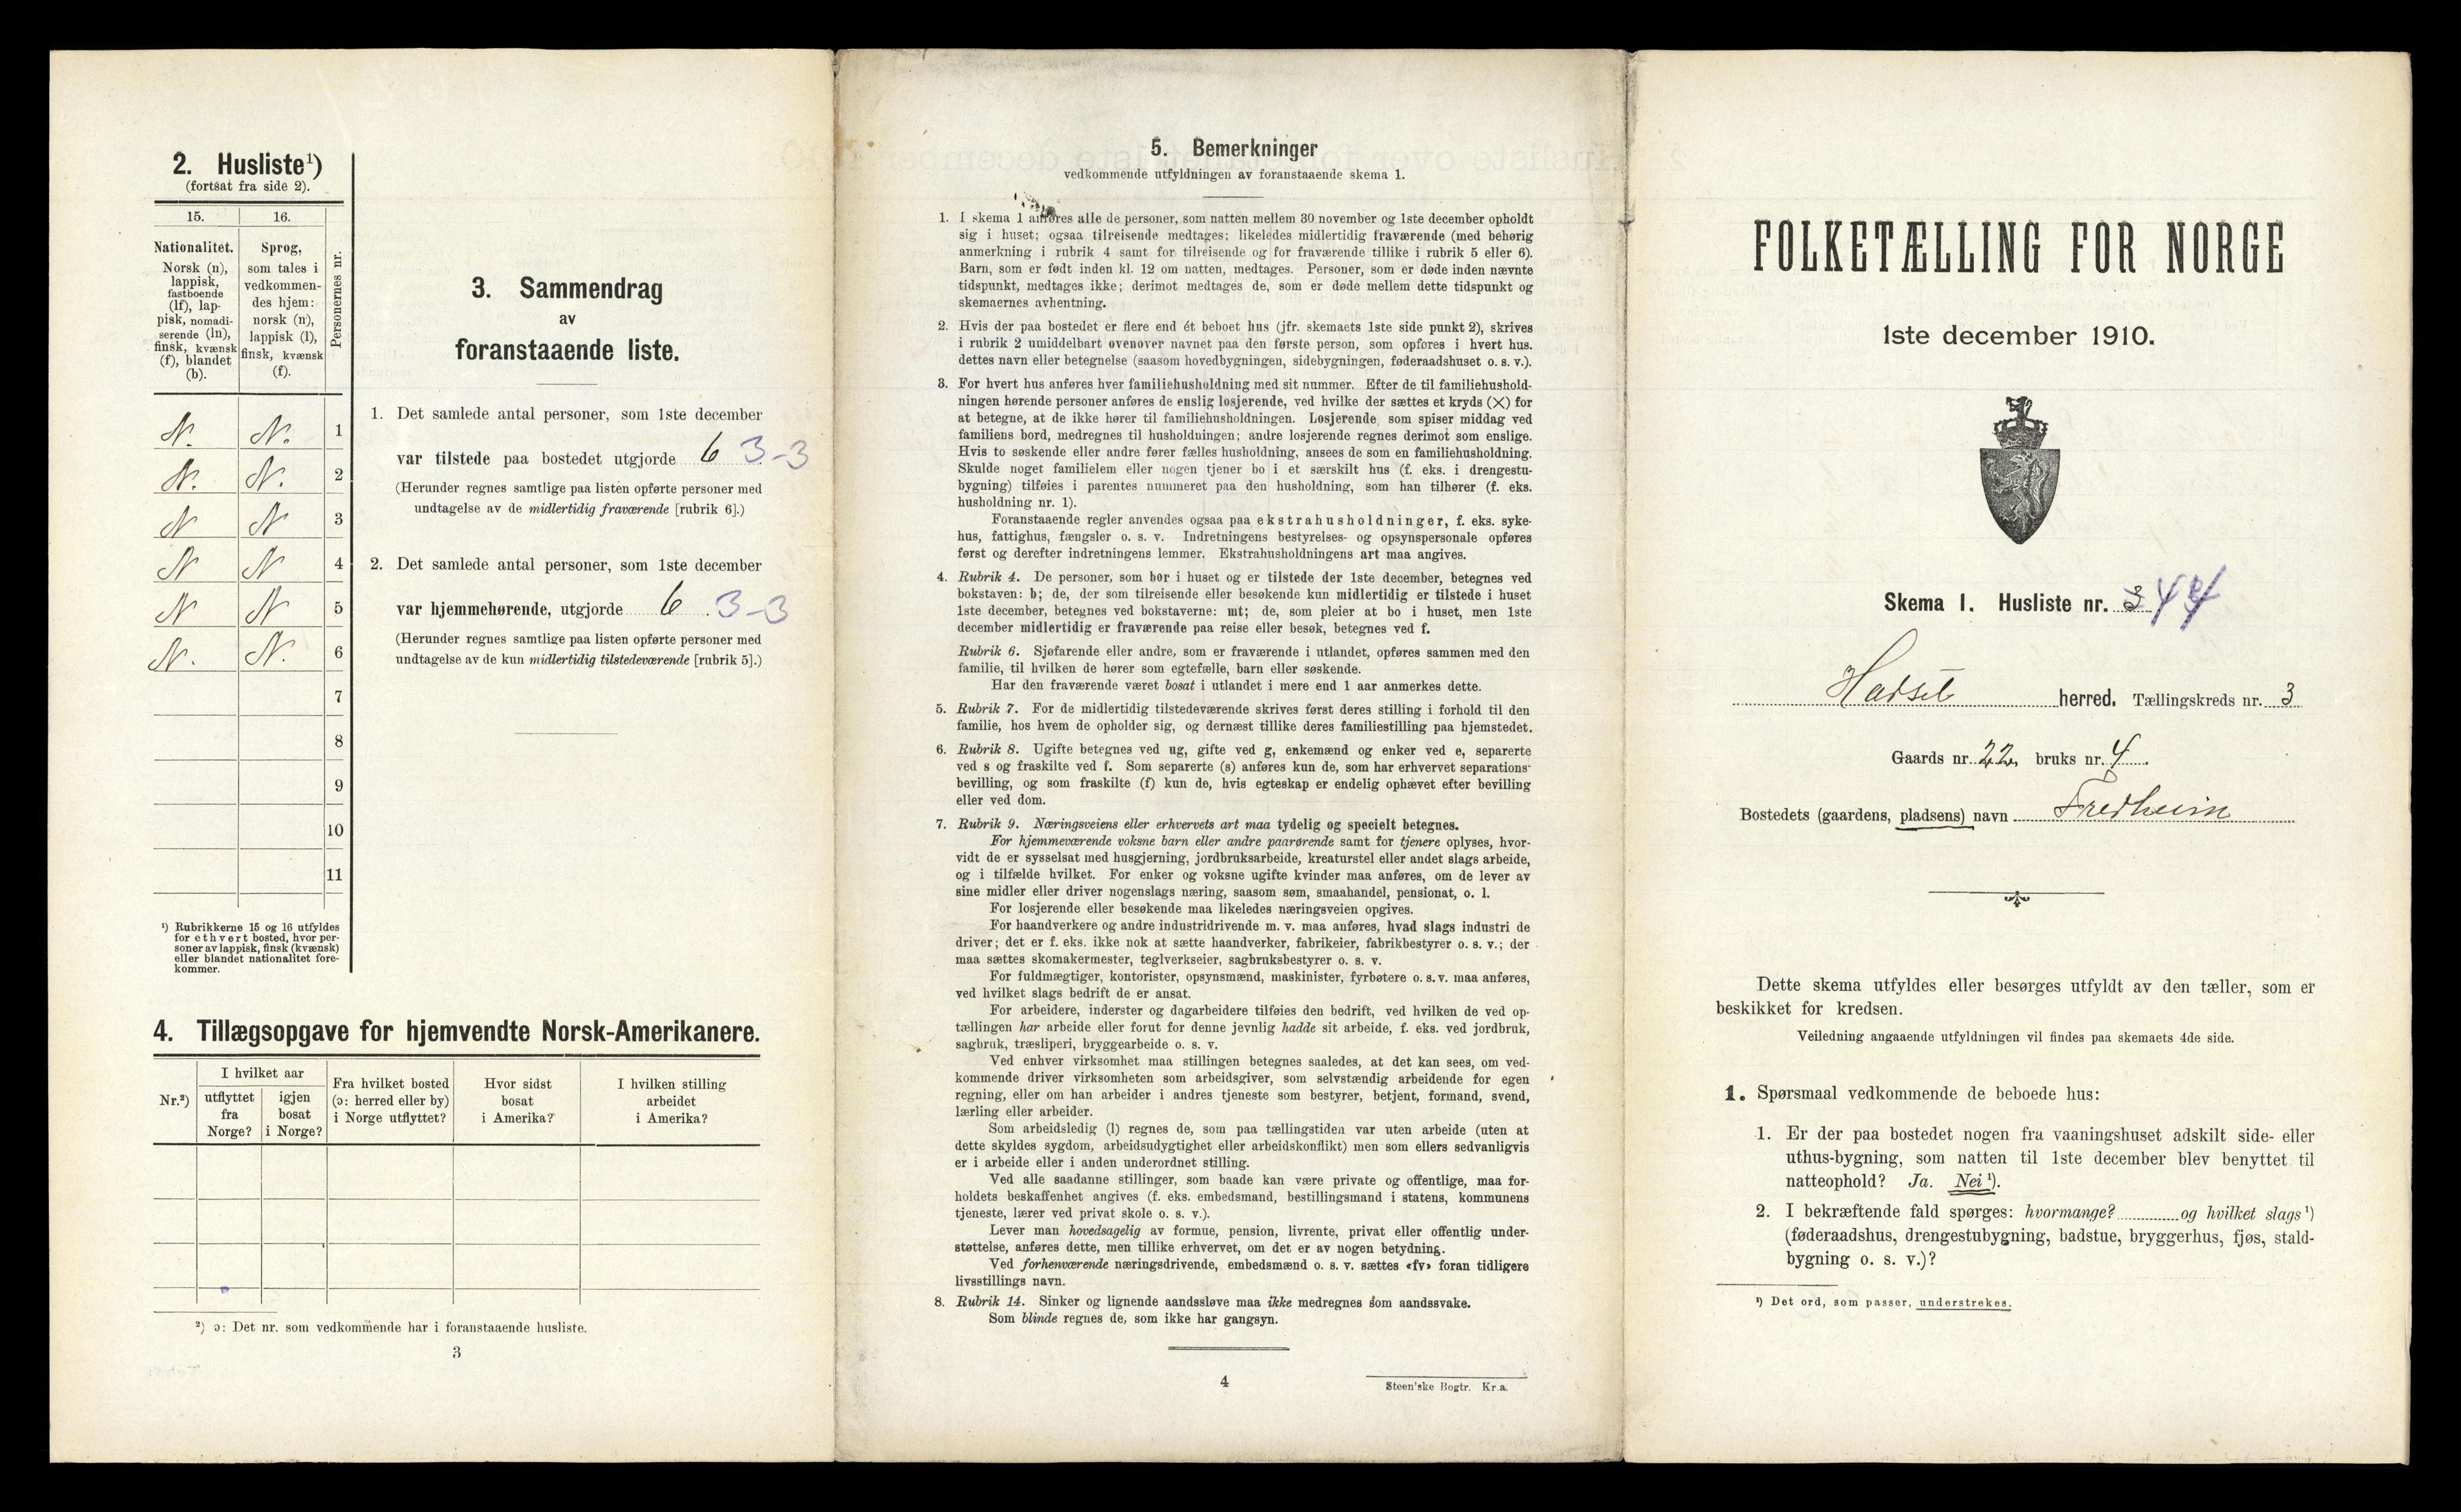 2. Husliste¹)
(fortsat fra side 2).
15. 16.
Nationalitet.
Norsk (n),
lappisk,
fastboende
(lf), lap-
pisk, nomadi-
serende (ln),
finsk, kvænsk
(f), blandet
(b).
Sprog,
som tales i
vedkommen-
des hjem:
norsk (n),
lappisk (l),
finsk, kvænsk
(f).
Personernes nr.
N. N. 1
N. N. 2
N N 3
N N 4
N N 5
N. N. 6
7
8
9
10
11
¹) Rubrikkerne 15 og 16 utfyldes
for ethvert bosted, hvor per-
soner av lappisk, finsk (kvænsk)
eller blandet nationalitet fore-
kommer.
3. Sammendrag
av
foranstaaende liste.
1. Det samlede antal personer, som 1ste december
var tilstede paa bostedet utgjorde 6 3-3
(Herunder regnes samtlige paa listen opførte personer med
undtagelse av de midlertidig fraværende [rubrik 6].)
2. Det samlede antal personer, som 1ste december
var hjemmehørende, utgjorde 6. 3-3
(Herunder regnes samtlige paa listen opførte personer med
undtagelse av de kun midlertidig tilstedeværende [rubrik 5].)
4. Tillægsopgave for hjemvendte Norsk-Amerikanere.
Nr.²)
I hvilket aar
utflyttet
fra
Norge?
igjen
bosat
i Norge?
Fra hvilket bosted
(ɔ: herred eller by)
i Norge utflyttet?
Hvor sidst
bosat
i Amerika?
I hvilken stilling
arbeidet
i Amerika?
²) ɔ: Det nr. som vedkommende har i foranstaaende husliste.
3
5. Bemerkninger
vedkommende utfyldningen av foranstaaende skema 1.
1. I skema 1 anføres alle de personer, som natten mellem 30 november og 1ste december opholdt
sig i huset; ogsaa tilreisende medtages; likeledes midlertidig fraværende (med behørig
anmerkning i rubrik 4 samt for tilreisende og for fraværende tillike i rubrik 5 eller 6).
Barn, som er født inden kl. 12 om natten, medtages. Personer, som er døde inden nævnte
tidspunkt, medtages ikke; derimot medtages de, som er døde mellem dette tidspunkt og
skemaernes avhentning.
2. Hvis der paa bostedet er flere end ét beboet hus (jfr. skemaets 1ste side punkt 2), skrives
i rubrik 2 umiddelbart ovenover navnet paa den første person, som opføres i hvert hus.
dettes navn eller betegnelse (saasom hovedbygningen, sidebygningen, føderaadshuset o. s. v.).
3. For hvert hus anføres hver familiehusholdning med sit nummer. Efter de til familiehushold-
ningen hørende personer anføres de enslig losjerende, ved hvilke der sættes et kryds (×) for
at betegne, at de ikke hører til familiehusholdningen. Losjerende som spiser middag ved
familiens bord, medregnes til husholdningen; andre losjerende regnes derimot som enslige.
Hvis to søskende eller andre fører fælles husholdning, ansees de som en familiehusholdning.
Skulde noget familielem eller nogen tjener bo i et særskilt hus (f. eks. i drengestu-
bygning) tilføies i parentes nummeret paa den husholdning, som han tilhører (f. eks.
husholdning nr. 1).
Foranstaaende regler anvendes ogsaa paa ekstrahusholdninger, f. eks. syke-
hus, fattighus, fængsler o. s. v. Indretningens bestyrelses- og opsynspersonale opføres
først og derefter indretningens lemmer. Ekstrahusholdningens art maa angives.
4. Rubrik 4. De personer, som bor i huset og er tilstede der 1ste december, betegnes ved
bokstaven: b; de, der som tilreisende eller besøkende kun midlertidig er tilstede i huset
1ste december, betegnes ved bokstaverne: mt; de, som pleier at bo i huset, men 1ste
december midlertidig er fraværende paa reise eller besøk, betegnes ved f.
Rubrik 6. Sjøfarende eller andre, som er fraværende i utlandet, opføres sammen med den
familie, til hvilken de hører som egtefælle, barn eller søskende.
Har den fraværende været bosat i utlandet i mere end 1 aar anmerkes dette.
5. Rubrik 7. For de midlertidig tilstedeværende skrives først deres stilling i forhold til den
familie, hos hvem de opholder sig, og dernæst tillike deres familiestilling paa hjemstedet.
6. Rubrik 8. Ugifte betegnes ved ug, gifte ved g, enkemænd og enker ved e, separerte
ved s og fraskilte ved f. Som separerte (s) anføres kun de, som har erhvervet separations-
bevilling, og som fraskilte (f) kun de, hvis egteskap er endelig ophævet efter bevilling
eller ved dom.
7. Rubrik 9. Næringsveiens eller erhvervets art maa tydelig og specielt betegnes.
For hjemmeværende voksne barn eller andre paarørende samt for tjenere oplyses, hvor-
vidt de er sysselsat med husgjerning, jordbruksarbeide, kreaturstel eller andet slags arbeide,
og i tilfælde hvilket. For enker og voksne ugifte kvinder maa anføres, om de lever av
sine midler eller driver nogenslags næring, saasom søm, smaahandel, pensionat, o. l.
For losjerende eller besøkende maa likeledes næringsveien opgives.
For haandverkere og andre industridrivende m. v. maa anføres, hvad slags industri de
driver; det er f. eks. ikke nok at sætte haandverker, fabrikeier, fabrikbestyrer o. s. v.; der
maa sættes skomakermester, teglverkseier, sagbruksbestyrer o. s. v.
For fuldmægtiger, kontorister, opsynsmænd, maskinister, fyrbøtere o. s. v. maa anføres,
ved hvilket slags bedrift de er ansat.
For arbeidere, inderster og dagarbeidere tilføies den bedrift, ved hvilken de ved op-
tællingen har arbeide eller forut for denne jevnlig hadde sit arbeide, f. eks. ved jordbruk,
sagbruk, træsliperi, bryggearbeide o. s. v.
Ved enhver virksomhet maa stillingen betegnes saaledes, at det kan sees, om ved-
kommende driver virksomheten som arbeidsgiver, som selvstændig arbeidende for egen
regning, eller om han arbeider i andres tjeneste som bestyrer, betjent, formand, svend,
lærling eller arbeider.
Som arbeidsledig (l) regnes de, som paa tællingstiden var uten arbeide (uten at
dette skyldes sygdom, arbeidsudygtighet eller arbeidskonflikt) men som ellers sedvanligvis
er i arbeide eller i anden underordnet stilling.
Ved alle saadanne stillinger, som baade kan være private og offentlige, maa for-
holdets beskaffenhet angives (f. eks. embedsmand, bestillingsmand i statens, kommunens
tjeneste, lærer ved privat skole o. s. v.).
Lever man hovedsagelig av formue, pension, livrente, privat eller offentlig under-
støttelse, anføres dette, men tillike erhvervet, om det er av nogen betydning.
Ved forhenværende næringsdrivende, embedsmænd o. s. v. sættes «fv» foran tidligere
livsstillings navn.
8. Rubrik 14. Sinker og lignende aandssløve maa ikke medregnes som aandssvake.
Som blinde regnes de, som ikke har gangsyn.
4
Steen'ske Bogtr. Kr.a.
FOLKETÆLLING FOR NORGE
1ste december 1910.
Skema 1. Husliste nr. 3 44
Hadsel herred. Tællingskreds nr. 3
Gaards nr. 22, bruks nr. 4.
Bostedets (gaardens, pladsens) navn Fredheim
Dette skema utfyldes eller besørges utfyldt av den tæller, som er
beskikket for kredsen.
Veiledning angaaende utfyldningen vil findes paa skemaets 4de side.
1. Spørsmaal vedkommende de beboede hus:
1. Er der paa bostedet nogen fra vaaningshuset adskilt side- eller
uthus-bygning, som natten til 1ste december blev benyttet til
natteophold? Ja. Nei¹).
2. I bekræftende fald spørges: hvormange? og hvilket slags¹)
(føderaadshus, drengestubygning, badstue, bryggerhus, fjøs, stald-
bygning o. s. v.)?
¹) Det ord, som passer, understrekes.